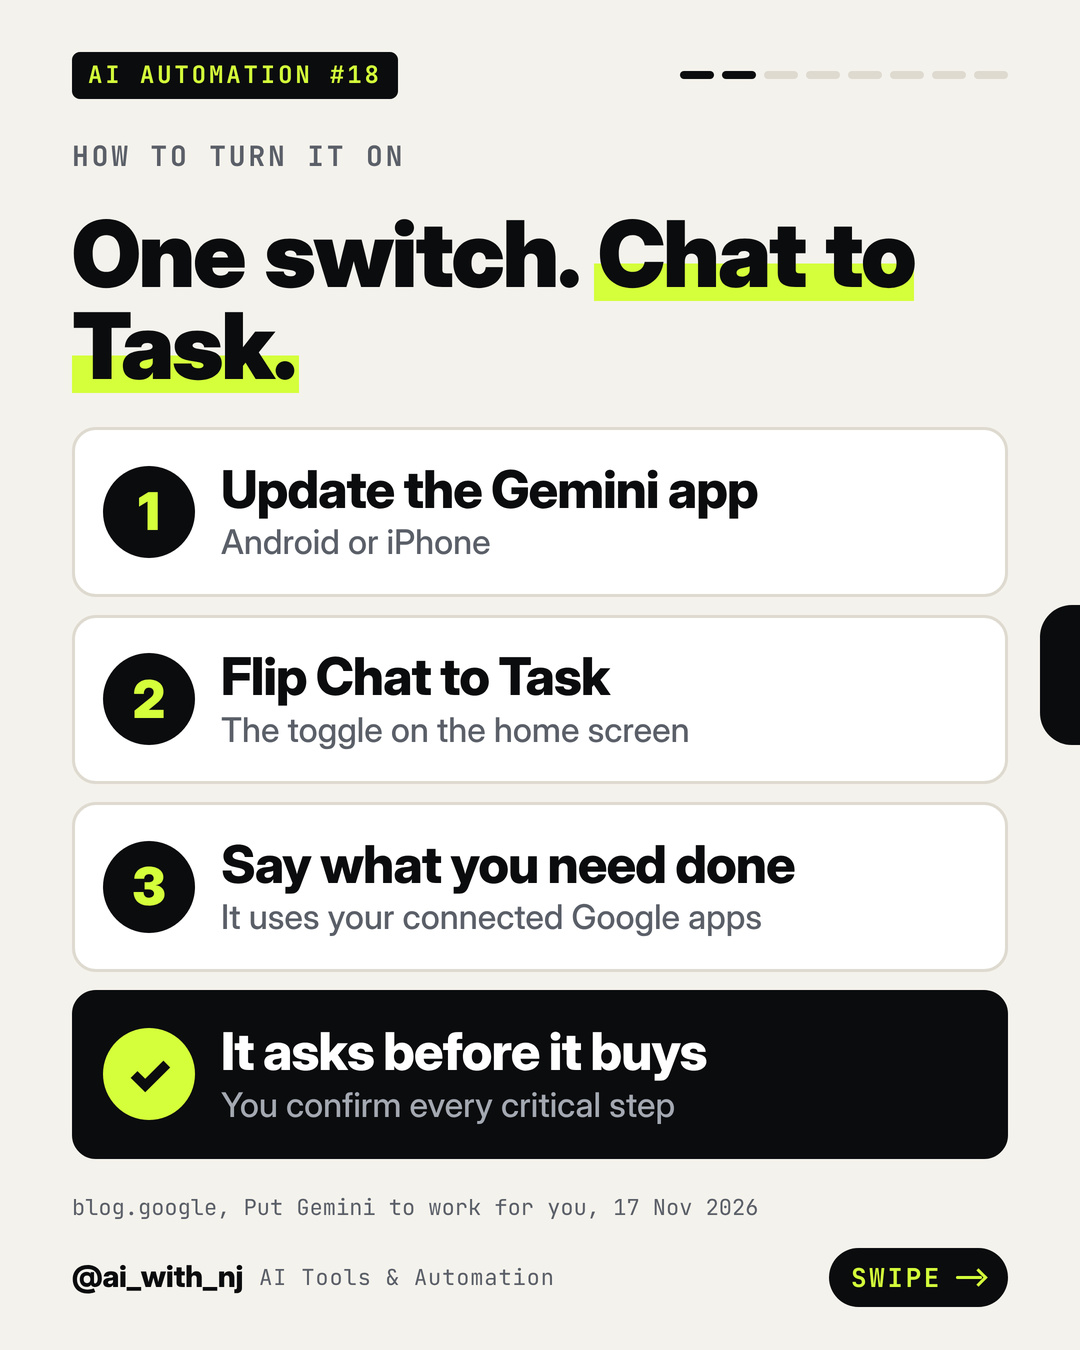 AI AUTOMATION #18
HOW TO TURN IT ON
One switch. Chat to
Task.
1
Update the Gemini app
Android or iPhone
2
Flip Chat to Task
The toggle on the home screen
3
Say what you need done
It uses your connected Google apps
It asks before it buys
You confirm every critical step
blog.google, Put Gemini to work for you, 17 Nov 2026
@ai_with_nj AI Tools & Automation
SWIPE →